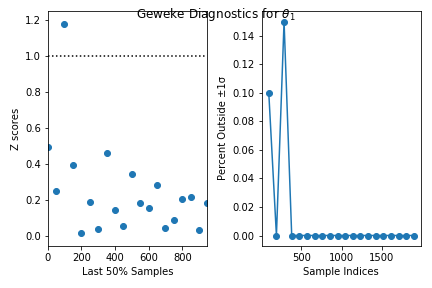 Geweke Diagnostics for θ₁
Z scores
1.2
1.0
0.8
0.6
0.4
0.2
0.0
0 200 400 600 800
Last 50% Samples
Percent Outside ±1σ
0.14
0.12
0.10
0.08
0.06
0.04
0.02
0.00
500 1000 1500
Sample Indices